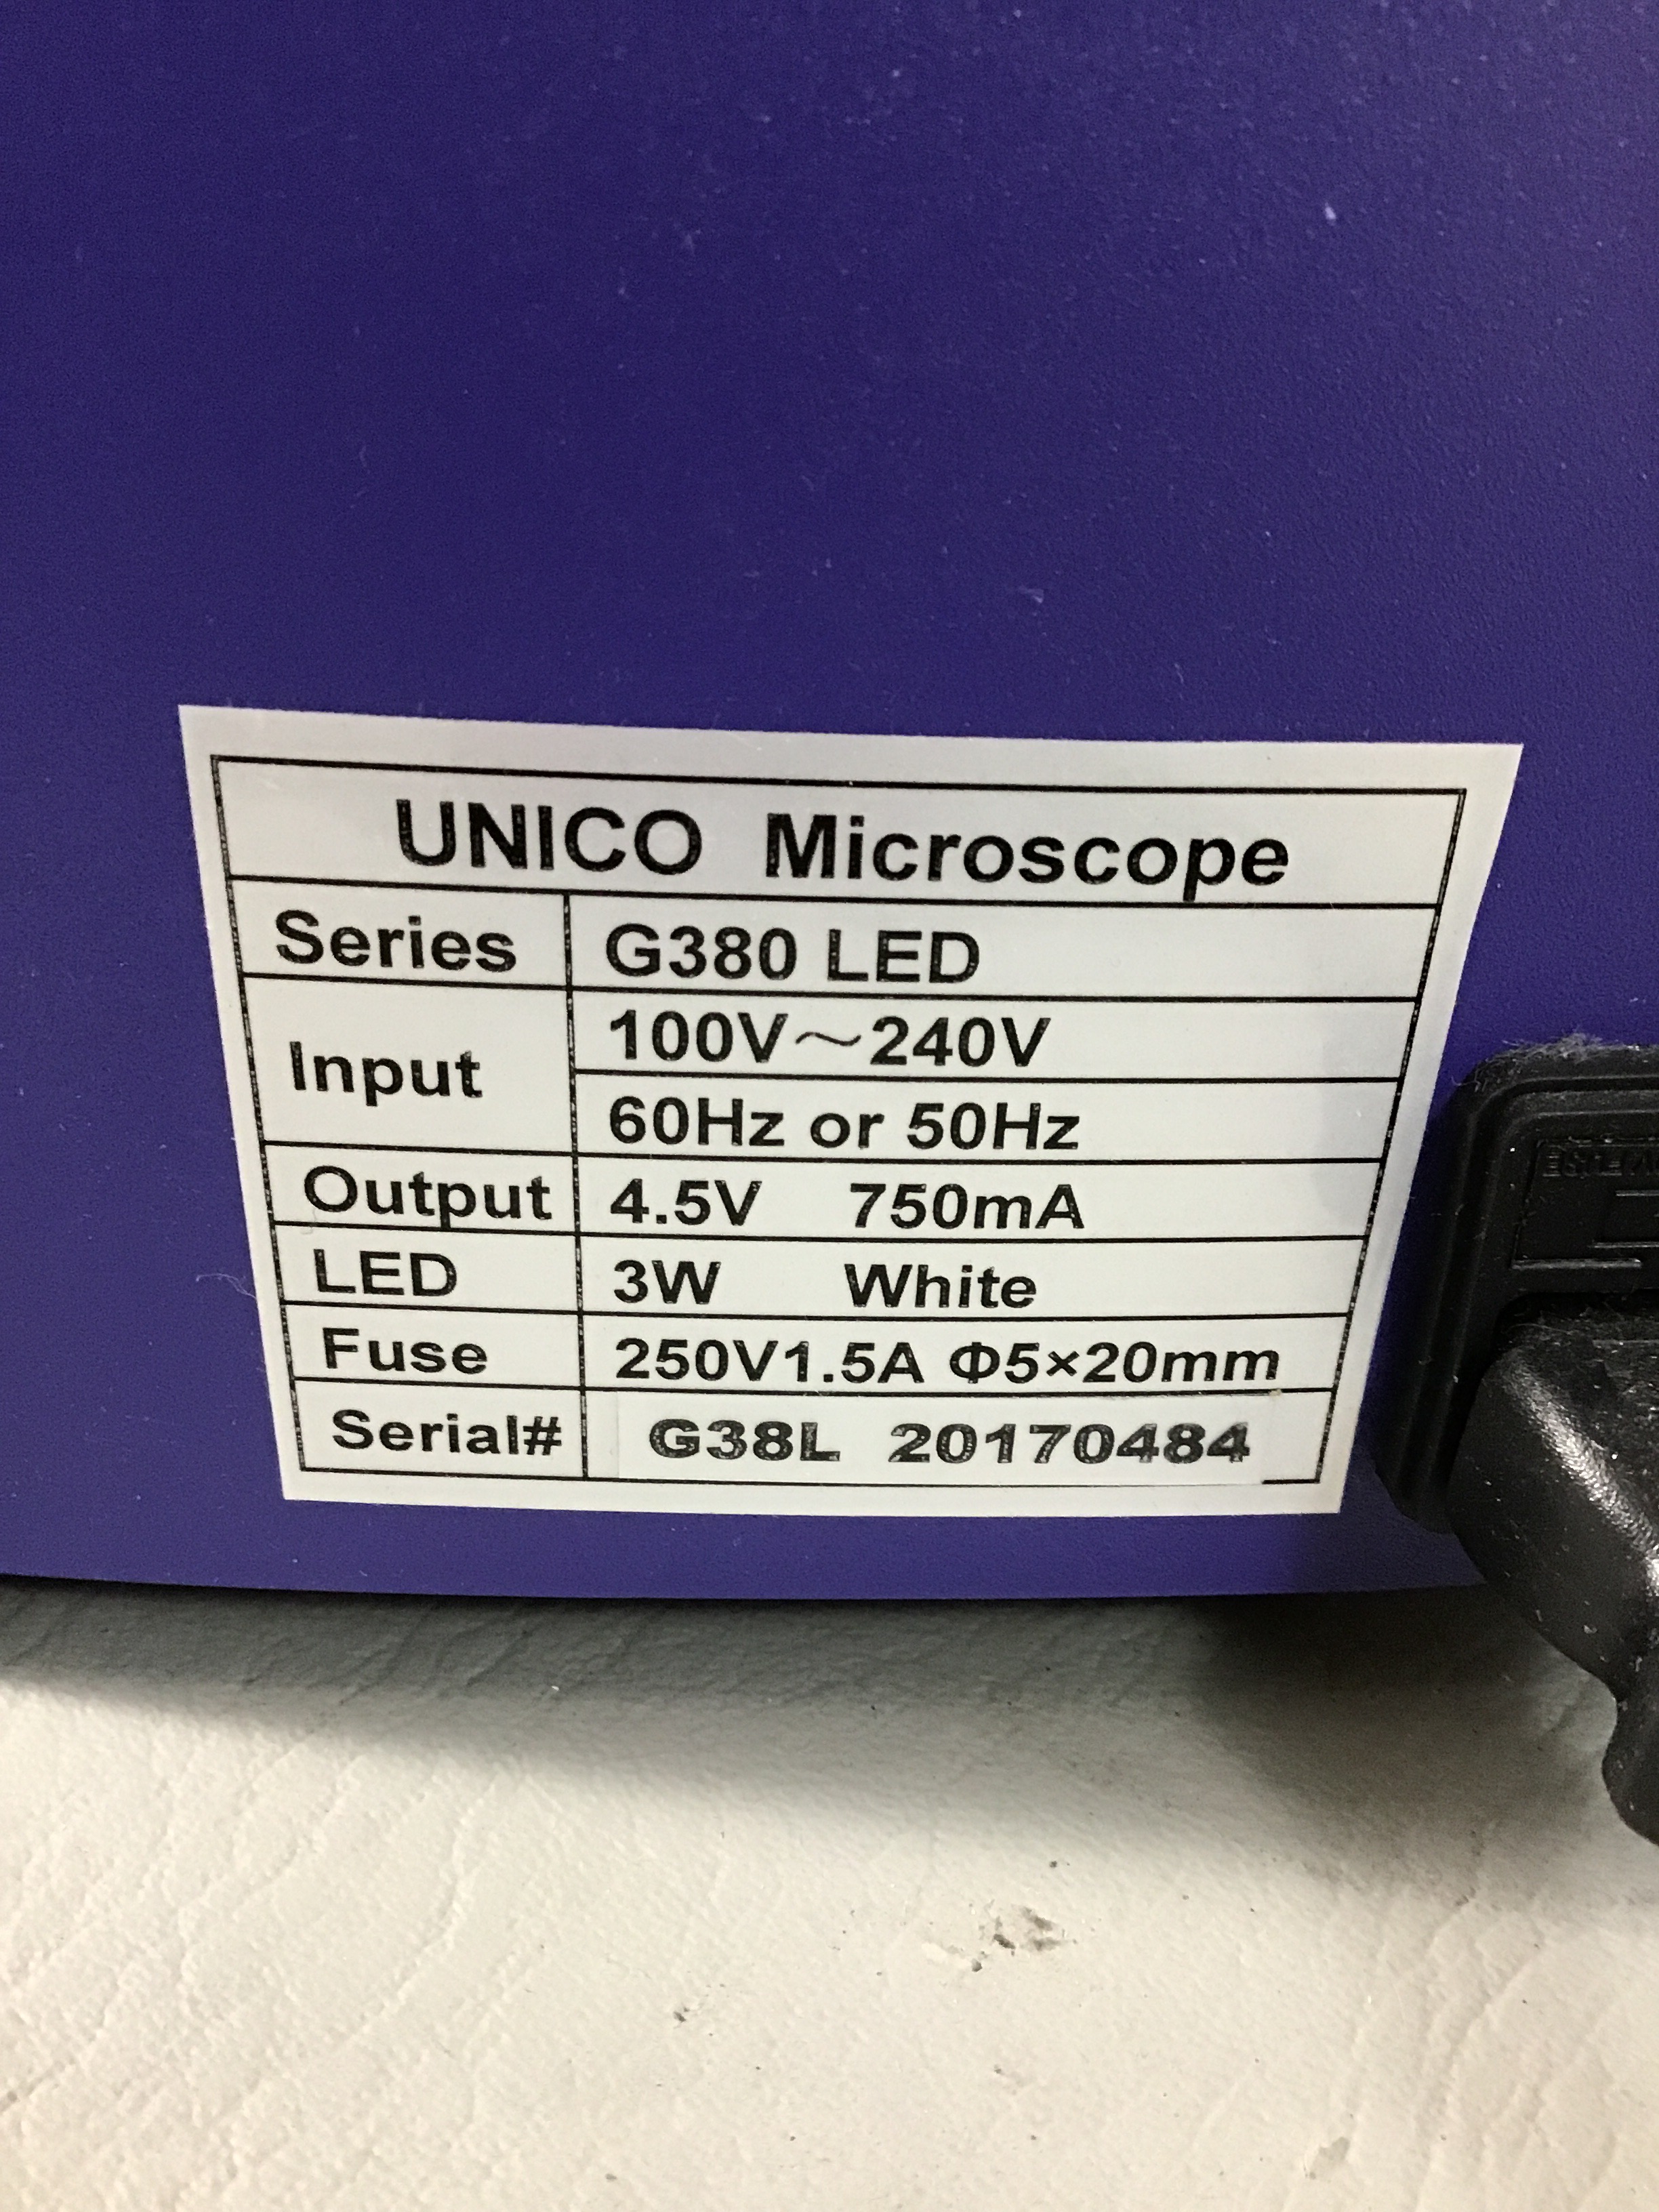 UNICO Microscope
Series G380 LED
Input 100V～240V
60Hz or 50Hz
Output 4.5V 750mA
LED 3W White
Fuse 250V1.5A Φ5×20mm
Serial# G38L 20170484